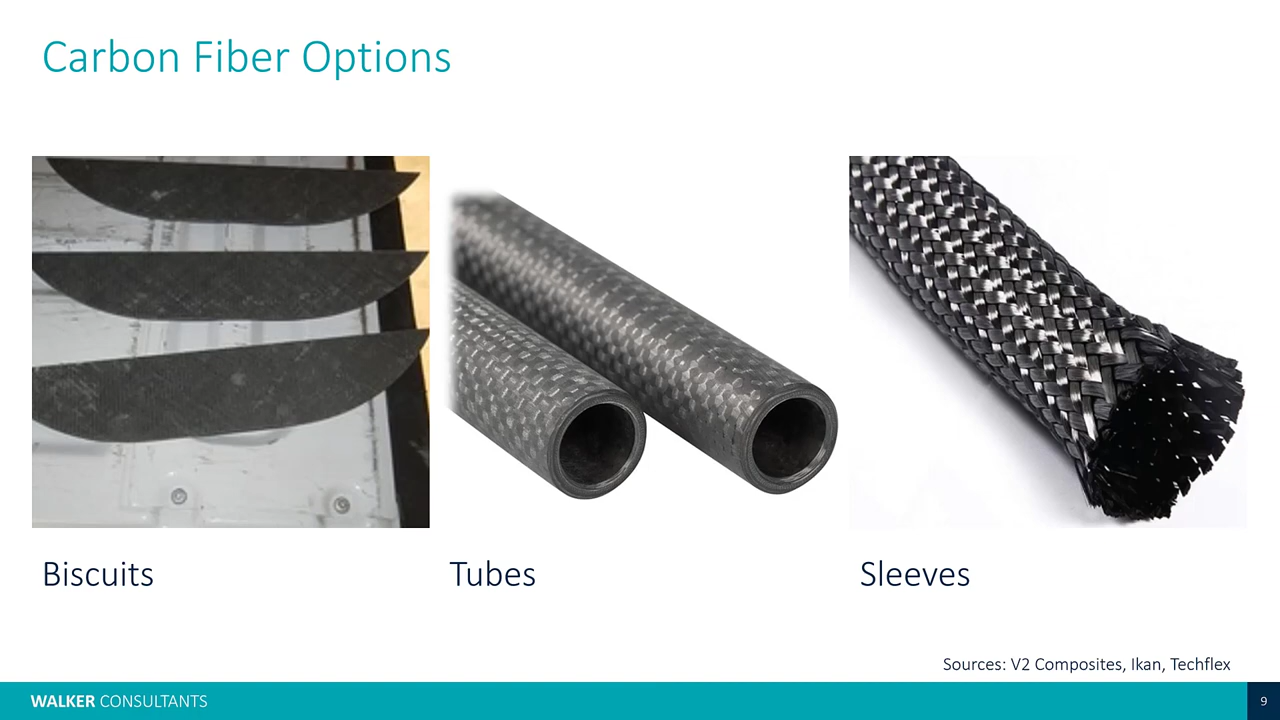 Carbon Fiber Options
Biscuits
Tubes
Sleeves
Sources: V2 Composites, Ikan, Techflex
WALKER CONSULTANTS
9